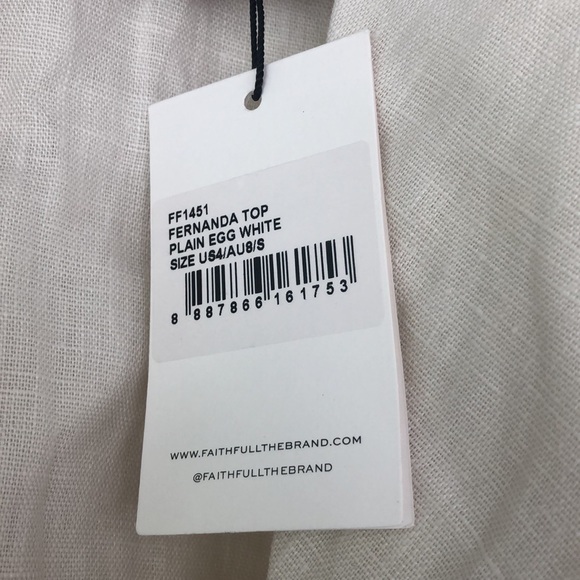 FF1451
FERNANDA TOP
PLAIN EGG WHITE
SIZE US4/AU8/S
8 887866 161753
WWW.FAITHFULLTHEBRAND.COM
@FAITHFULLTHEBRAND